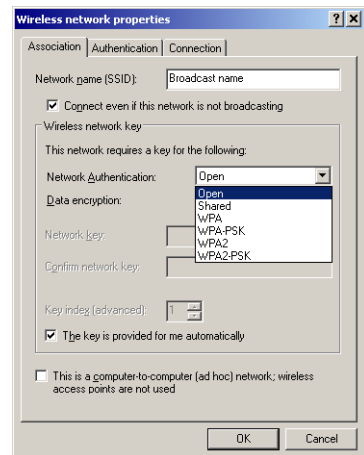 Wireless network properties
Association Authentication Connection
Network name (SSID): Broadcast name
Connect even if this network is not broadcasting
Wireless network key
This network requires a key for the following:
Network Authentication: Open
Open
Data encryption:
Shared
WPA
WPA-PSK
Network key:
WPA2
WPA2-PSK
Confirm network key:
Key index (advanced): 1
The key is provided for me automatically
This is a computer-to-computer (ad hoc) network; wireless
access points are not used
OK Cancel